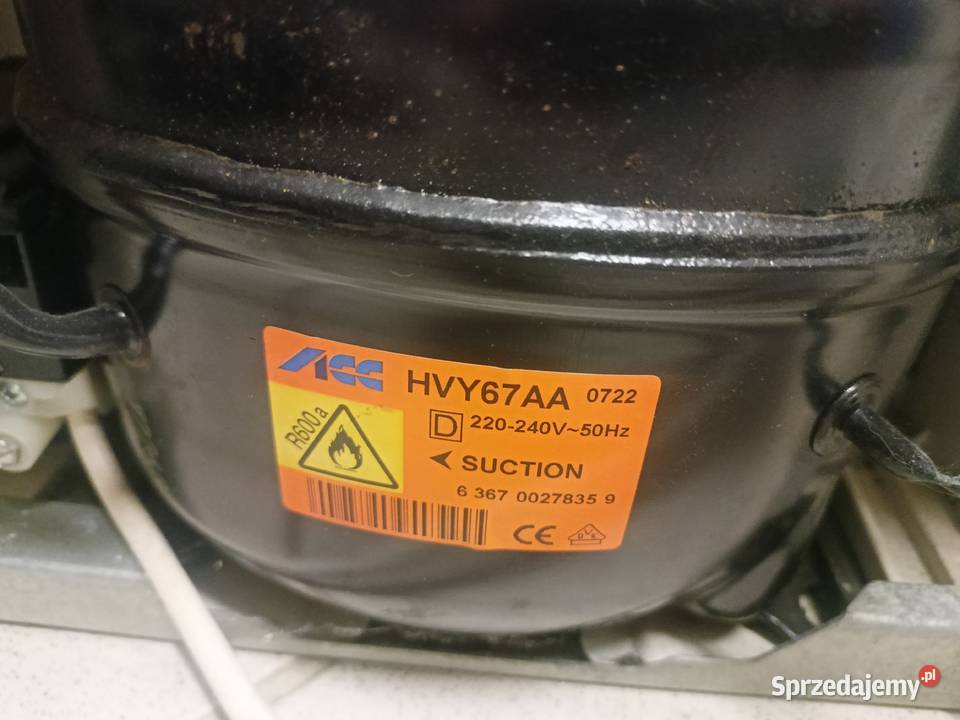 ACC HVY67AA 0722
R600a
D 220-240V~50Hz
SUCTION
6 367 0027835 9
CE
Sprzedajemy.pl